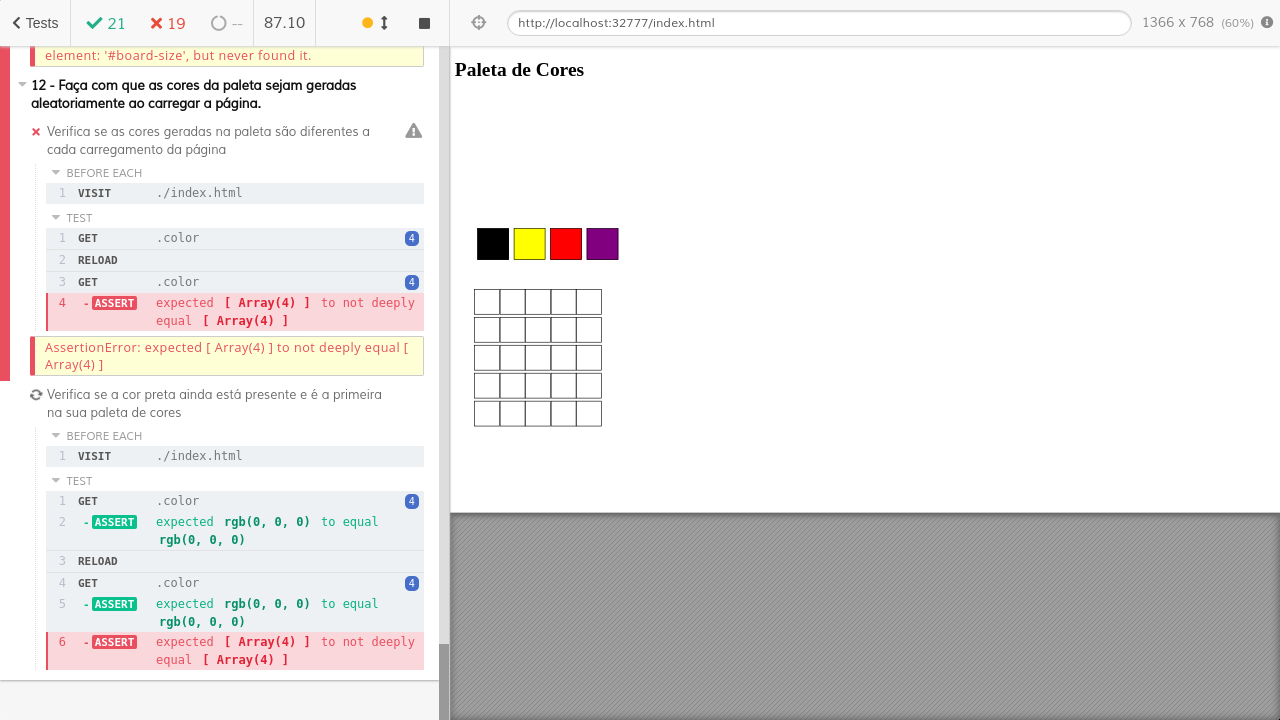 Tests
21
19
--
87.10
http://localhost:32777/index.html
1366 x 768 (60%)
element: '#board-size', but never found it.
12 - Faça com que as cores da paleta sejam geradas
aleatoriamente ao carregar a página.
Verifica se as cores geradas na paleta são diferentes a
cada carregamento da página
BEFORE EACH
1 VISIT ./index.html
TEST
1 GET .color 4
2 RELOAD
3 GET .color 4
4 -ASSERT expected [ Array(4) ] to not deeply
equal [ Array(4) ]
AssertionError: expected [ Array(4) ] to not deeply equal [
Array(4) ]
Verifica se a cor preta ainda está presente e é a primeira
na sua paleta de cores
BEFORE EACH
1 VISIT ./index.html
TEST
1 GET .color 4
2 -ASSERT expected rgb(0, 0, 0) to equal
rgb(0, 0, 0)
3 RELOAD
4 GET .color 4
5 -ASSERT expected rgb(0, 0, 0) to equal
rgb(0, 0, 0)
6 -ASSERT expected [ Array(4) ] to not deeply
equal [ Array(4) ]
Paleta de Cores